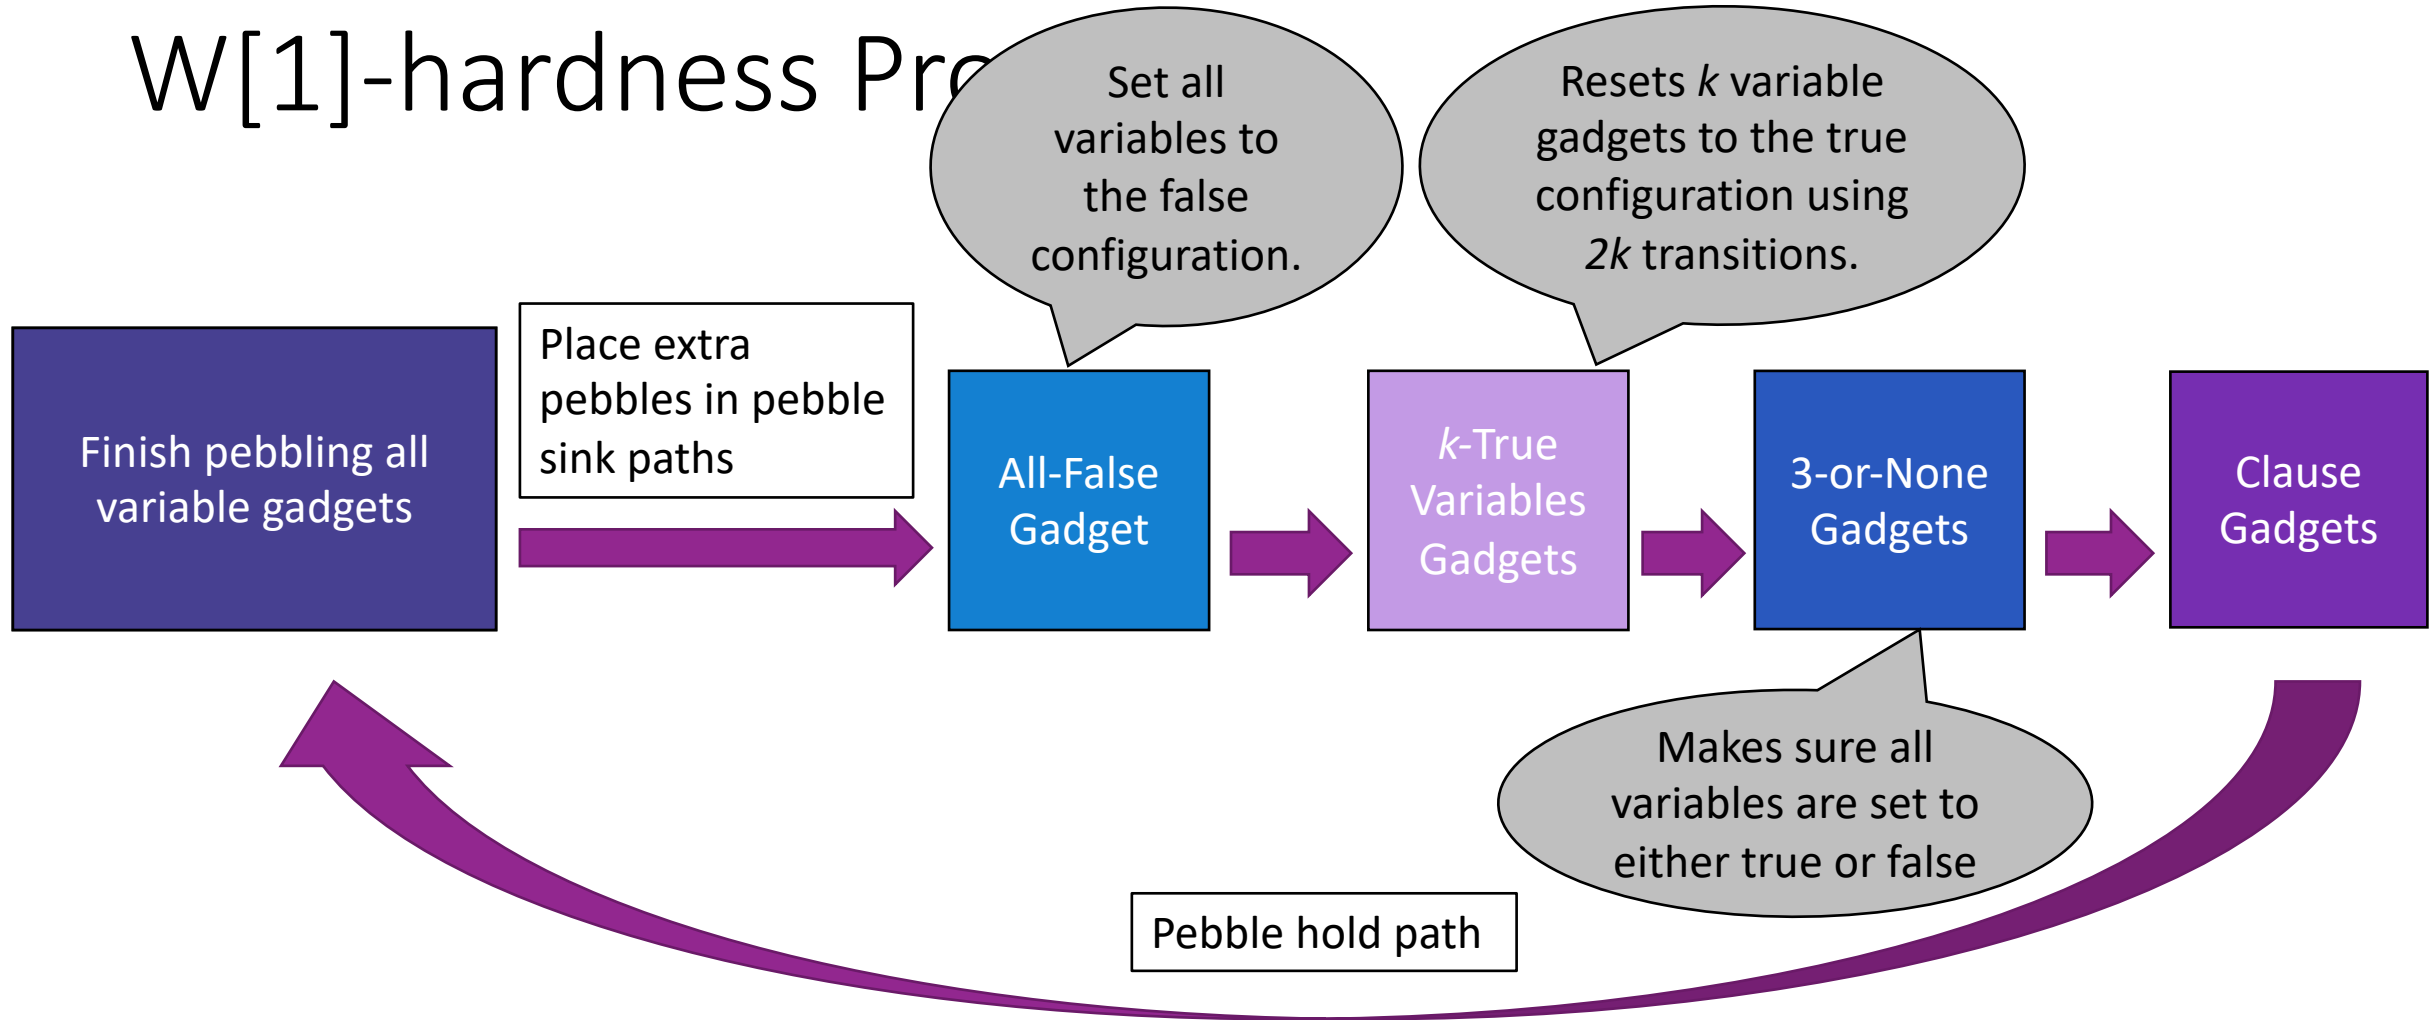 W[1]-hardness Pro
Set all
variables to
the false
configuration.
Resets k variable
gadgets to the true
configuration using
2k transitions.
Finish pebbling all
variable gadgets
Place extra
pebbles in pebble
sink paths
All-False
Gadget
k-True
Variables
Gadgets
3-or-None
Gadgets
Clause
Gadgets
Makes sure all
variables are set to
either true or false
Pebble hold path